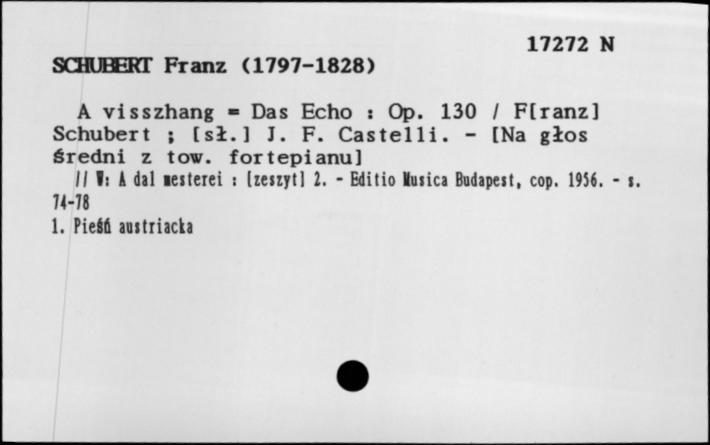 17272 N
SCHUBERT Franz (1797-1828)
A visszhang = Das Echo : Op. 130 / F[ranz]
Schubert ; [sł.] J. F. Castelli. - [Na głos
średni z tow. fortepianu]
// W: A dal mesterei : [zeszyt] 2. - Editio Musica Budapest, cop. 1956. - s.
74-78
1. Pieśń austriacka